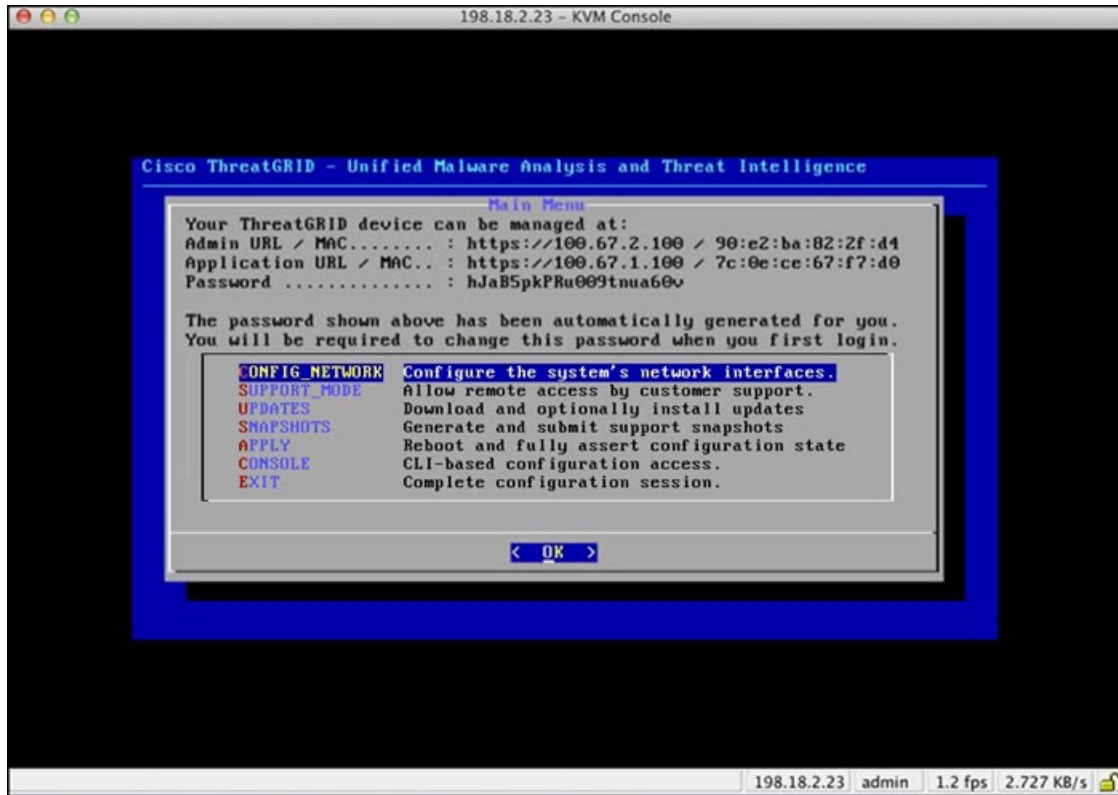 198.18.2.23 – KVM Console
Cisco ThreatGRID - Unified Malware Analysis and Threat Intelligence
Main Menu
Your ThreatGRID device can be managed at:
Admin URL / MAC........ : https://100.67.2.100 / 90:e2:ba:82:2f:d4
Application URL / MAC.. : https://100.67.1.100 / 7c:0e:ce:67:f7:d0
Password .............. : hJaB5pkPRu009tnua60v
The password shown above has been automatically generated for you.
You will be required to change this password when you first login.
CONFIG_NETWORK Configure the system's network interfaces.
SUPPORT_MODE Allow remote access by customer support.
UPDATES Download and optionally install updates
SNAPSHOTS Generate and submit support snapshots
APPLY Reboot and fully assert configuration state
CONSOLE CLI-based configuration access.
EXIT Complete configuration session.
< OK >
198.18.2.23 admin 1.2 fps 2.727 KB/s